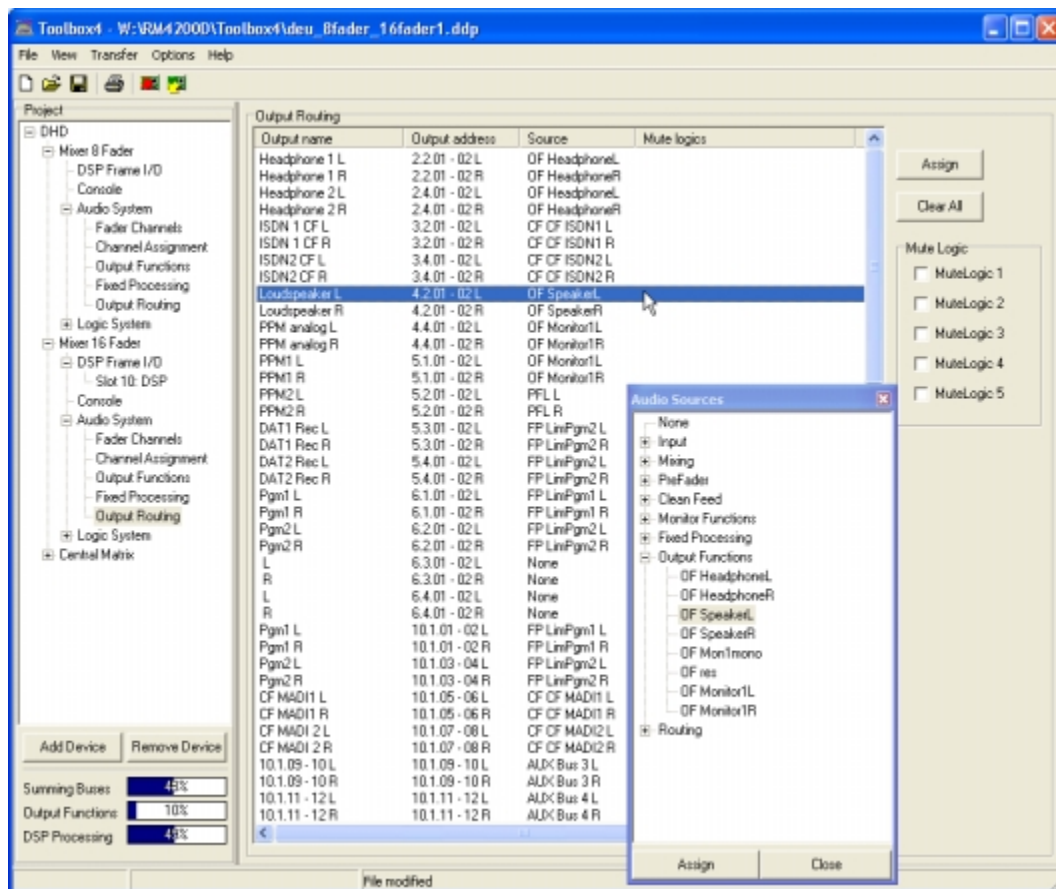 Toolbox4 - W:\RM4200D\Toolbox4\deu_8fader_16fader1.ddp
File View Transfer Options Help
Project
DHD
Mixer 8 Fader
DSP Frame I/O
Console
Audio System
Fader Channels
Channel Assignment
Output Functions
Fixed Processing
Output Routing
Logic System
Mixer 16 Fader
DSP Frame I/O
Slot 10: DSP
Console
Audio System
Fader Channels
Channel Assignment
Output Functions
Fixed Processing
Output Routing
Logic System
Central Matrix
Add Device Remove Device
Summing Buses
Output Functions 10%
DSP Processing
Output Routing
Output name Output address Source Mute logics
Headphone 1 L 2.2.01 - 02 L OF HeadphoneL
Headphone 1 R 2.2.01 - 02 R OF HeadphoneR
Headphone 2 L 2.4.01 - 02 L OF HeadphoneL
Headphone 2 R 2.4.01 - 02 R OF HeadphoneR
ISDN 1 CF L 3.2.01 - 02 L CF CF ISDN1 L
ISDN 1 CF R 3.2.01 - 02 R CF CF ISDN1 R
ISDN2 CF L 3.4.01 - 02 L CF CF ISDN2 L
ISDN2 CF R 3.4.01 - 02 R CF CF ISDN2 R
Loudspeaker L 4.2.01 - 02 L OF SpeakerL
Loudspeaker R 4.2.01 - 02 R OF SpeakerR
PPM analog L 4.4.01 - 02 L OF Monitor1L
PPM analog R 4.4.01 - 02 R OF Monitor1R
PPM1 L 5.1.01 - 02 L OF Monitor1L
PPM1 R 5.1.01 - 02 R OF Monitor1R
PPM2 L 5.2.01 - 02 L PFL L
PPM2 R 5.2.01 - 02 R PFL R
DAT1 Rec L 5.3.01 - 02 L FP LimPgm2 L
DAT1 Rec R 5.3.01 - 02 R FP LimPgm2 R
DAT2 Rec L 5.4.01 - 02 L FP LimPgm2 L
DAT2 Rec R 5.4.01 - 02 R FP LimPgm2 R
Pgm1 L 6.1.01 - 02 L FP LimPgm1 L
Pgm1 R 6.1.01 - 02 R FP LimPgm1 R
Pgm2 L 6.2.01 - 02 L FP LimPgm2 L
Pgm2 R 6.2.01 - 02 R FP LimPgm2 R
L 6.3.01 - 02 L None
R 6.3.01 - 02 R None
L 6.4.01 - 02 L None
R 6.4.01 - 02 R None
Pgm1 L 10.1.01 - 02 L FP LimPgm1 L
Pgm1 R 10.1.01 - 02 R FP LimPgm1 R
Pgm2 L 10.1.03 - 04 L FP LimPgm2 L
Pgm2 R 10.1.03 - 04 R FP LimPgm2 R
CF MADI1 L 10.1.05 - 06 L CF CF MADI1 L
CF MADI1 R 10.1.05 - 06 R CF CF MADI1 R
CF MADI 2 L 10.1.07 - 08 L CF CF MADI2 L
CF MADI 2 R 10.1.07 - 08 R CF CF MADI2 R
10.1.09 - 10 L 10.1.09 - 10 L AUX Bus 3 L
10.1.09 - 10 R 10.1.09 - 10 R AUX Bus 3 R
10.1.11 - 12 L 10.1.11 - 12 L AUX Bus 4 L
10.1.11 - 12 R 10.1.11 - 12 R AUX Bus 4 R
Assign
Clear All
Mute Logic
MuteLogic 1
MuteLogic 2
MuteLogic 3
MuteLogic 4
MuteLogic 5
Audio Sources
None
Input
Mixing
PreFader
Clean Feed
Monitor Functions
Fixed Processing
Output Functions
OF HeadphoneL
OF HeadphoneR
OF SpeakerL
OF SpeakerR
OF Mon1mono
OF res
OF Monitor1L
OF Monitor1R
Routing
Assign Close
File modified